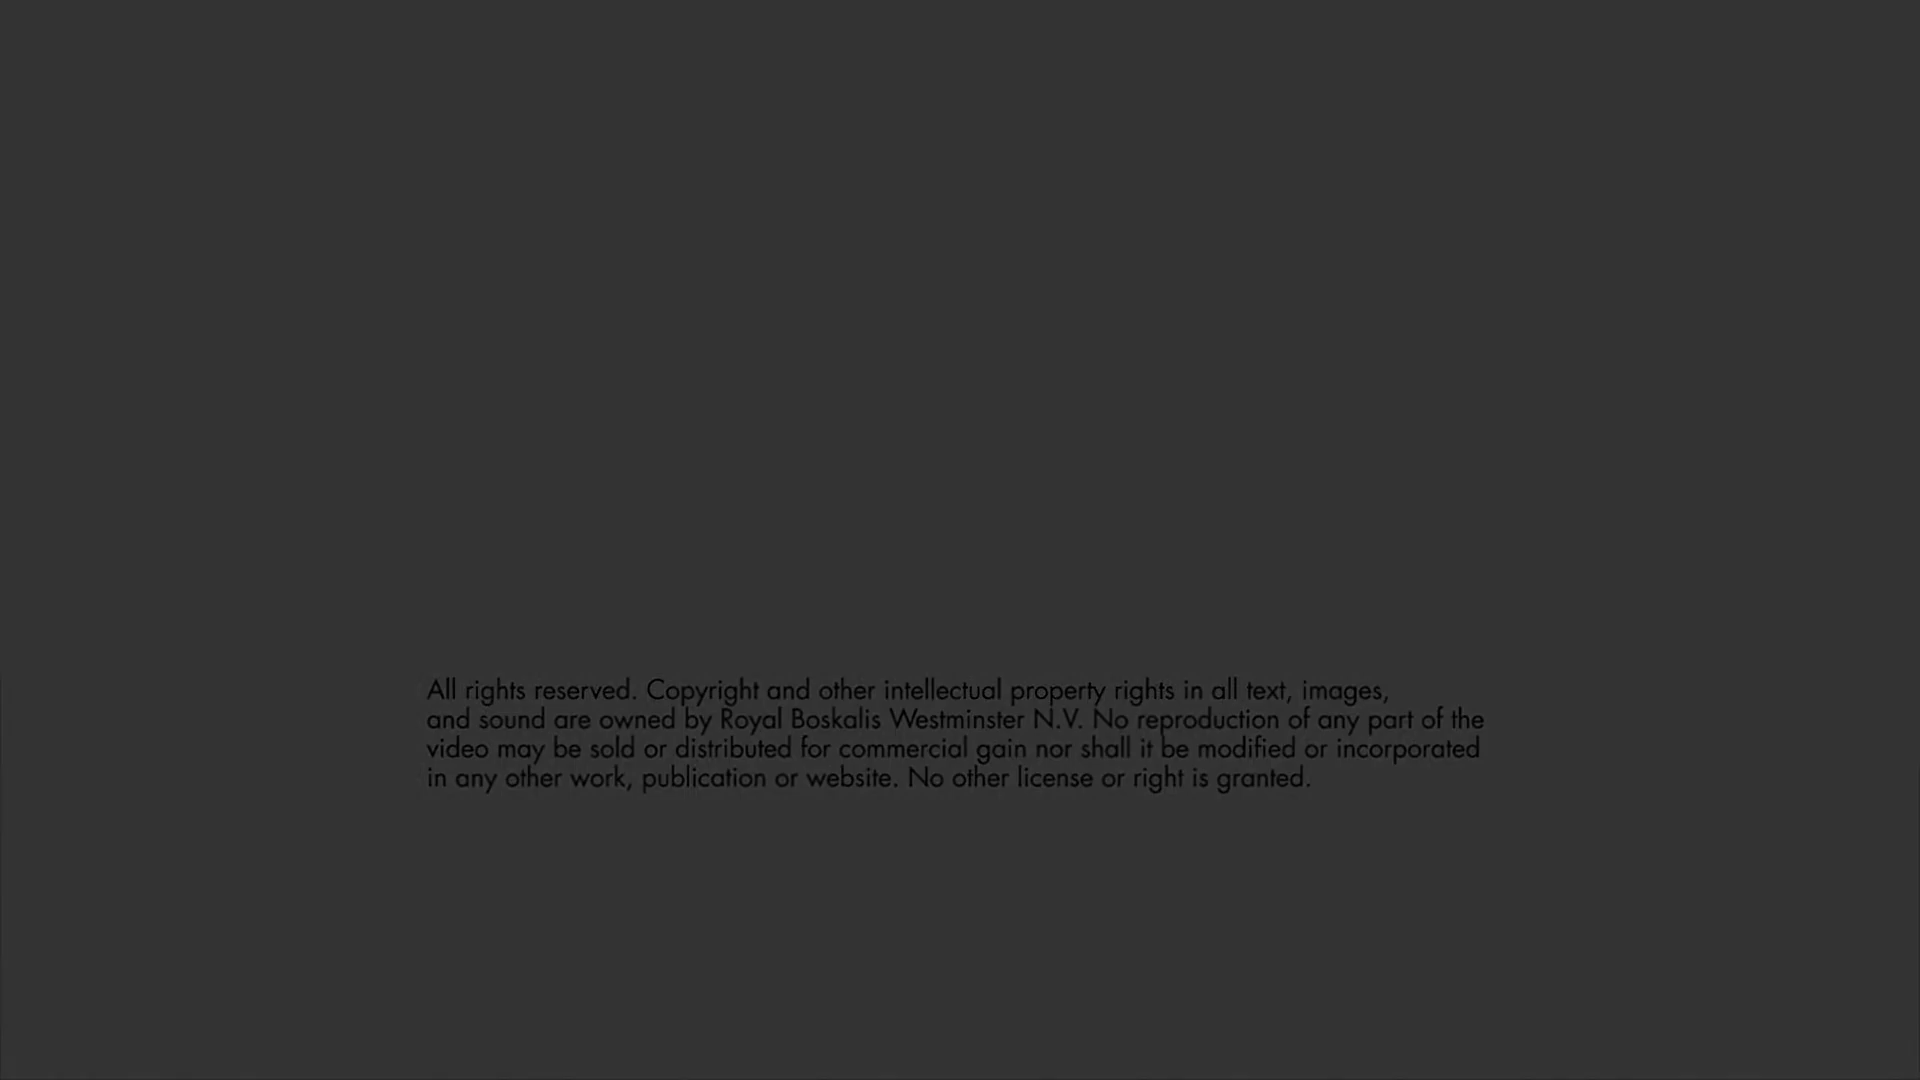 All rights reserved. Copyright and other intellectual property rights in all text, images,
and sound are owned by Royal Boskalis Westminster N.V. No reproduction of any part of the
video may be sold or distributed for commercial gain nor shall it be modified or incorporated
in any other work, publication or website. No other license or right is granted.